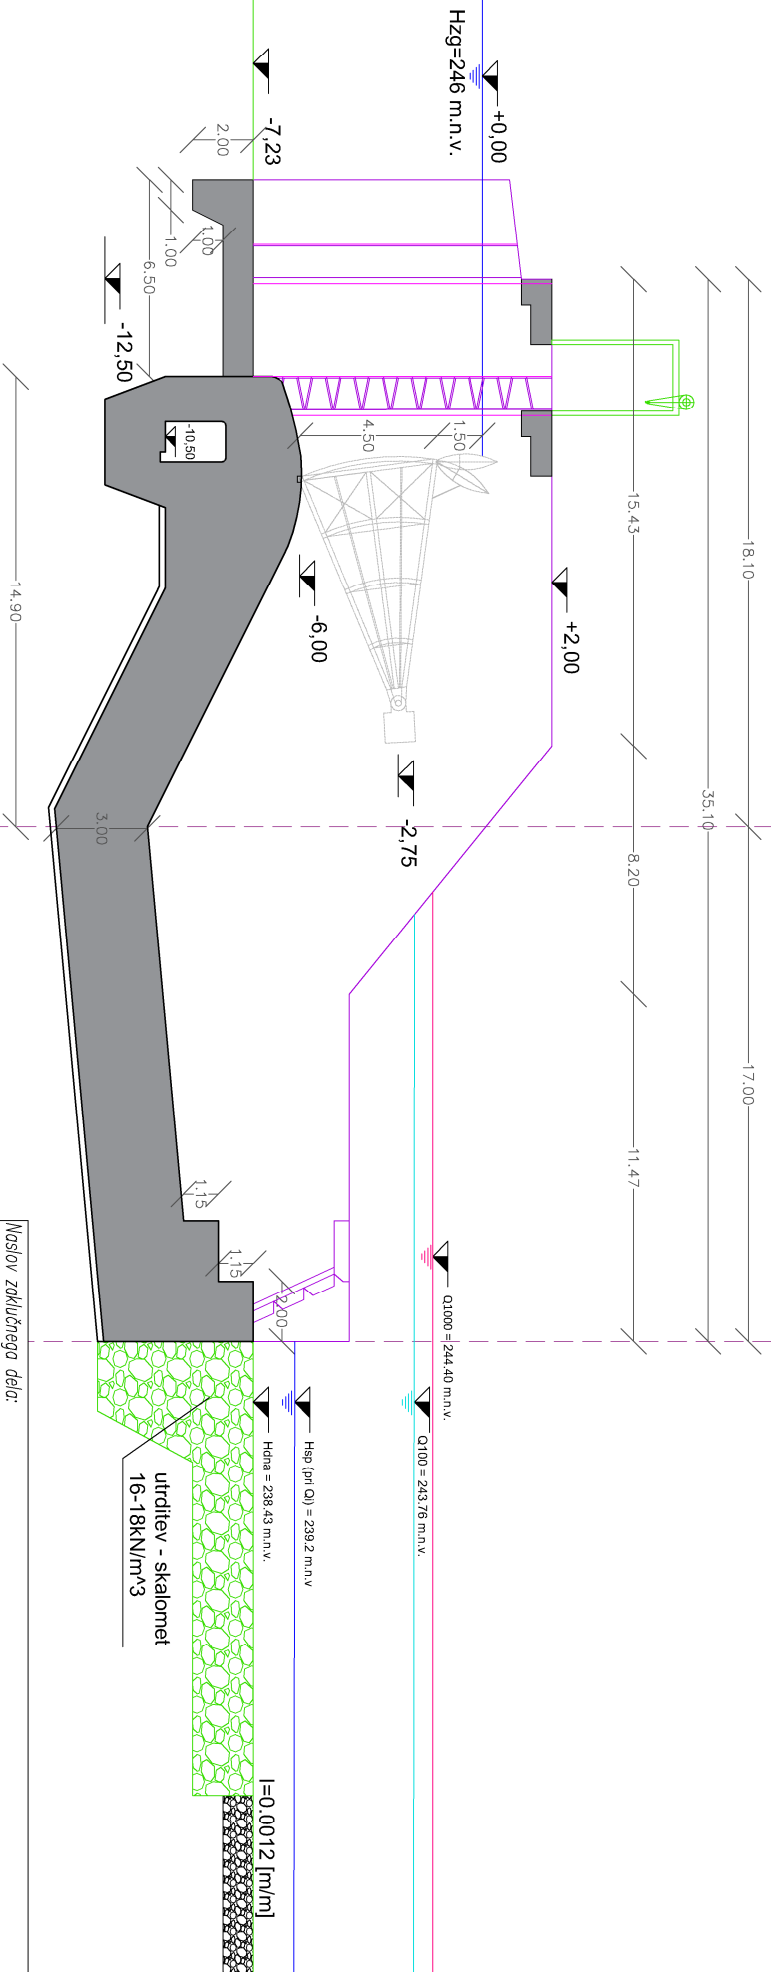 18.10
17.00
35.10
15.43
8.20
11.47
+2,00
+0,00
Hzg=246 m.n.v.
1.50
4.50
Q1000 = 244.40 m.n.v.
Q100 = 243.76 m.n.v.
-2,75
-6,00
Hsp (pri Qi) = 239.2 m.n.v
Hdna = 238.43 m.n.v.
I=0.0012 [m/m]
-7,23
2.00
2.00
1.15
1.15
1.00
1.00
6.50
-10,50
-12,50
3.00
utrditev - skalomet
16-18kN/m^3
14.90
Naslov zaključnega dela: